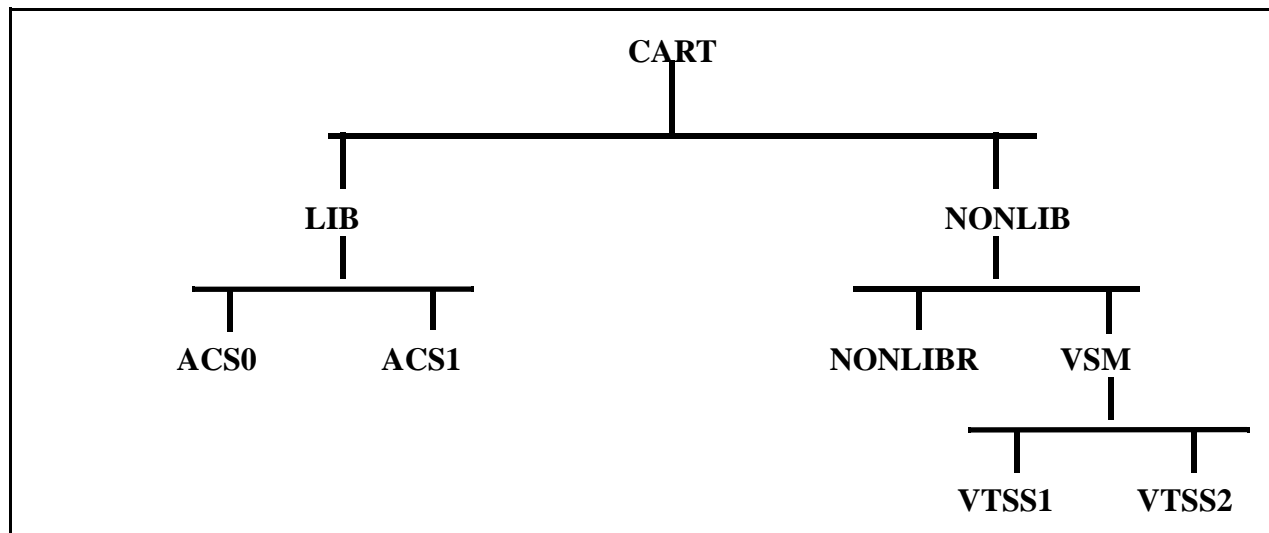 CART
LIB NONLIB
ACS0 ACS1 NONLIBR VSM
VTSS1 VTSS2